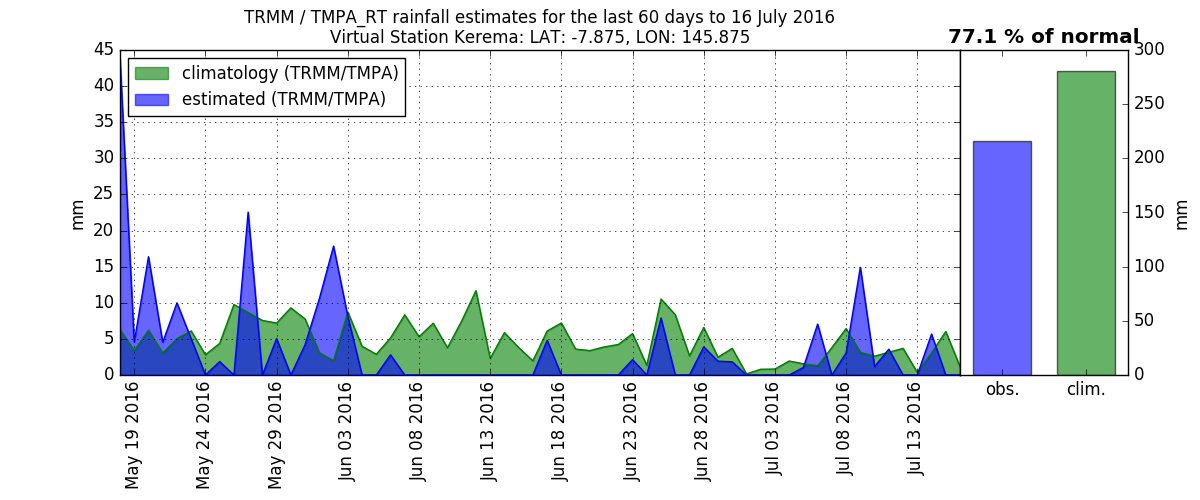 TRMM / TMPA_RT rainfall estimates for the last 60 days to 16 July 2016
Virtual Station Kerema: LAT: -7.875, LON: 145.875
77.1 % of normal
climatology (TRMM/TMPA)
estimated (TRMM/TMPA)
45
40
35
30
25
20
15
10
5
0
mm
May 19 2016
May 24 2016
May 29 2016
Jun 03 2016
Jun 08 2016
Jun 13 2016
Jun 18 2016
Jun 23 2016
Jun 28 2016
Jul 03 2016
Jul 08 2016
Jul 13 2016
300
250
200
150
100
50
0
mm
obs.
clim.